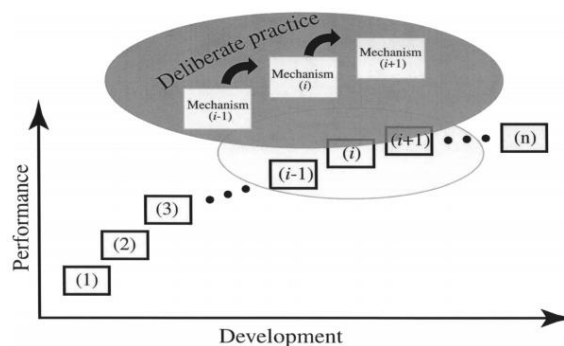 Deliberate practice
Mechanism
(i+1)
Mechanism
(i)
Mechanism
(i-1)
(n)
(i+1)
(i)
(i-1)
(3)
(2)
(1)
Performance
Development